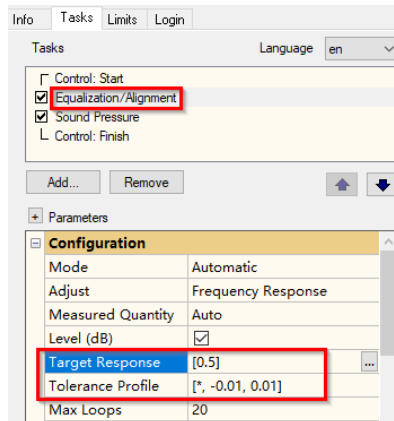 Info Tasks Limits Login
Tasks Language en
Control: Start
Equalization/Alignment
Sound Pressure
Control: Finish
Add... Remove
+ Parameters
Configuration
Mode Automatic
Adjust Frequency Response
Measured Quantity Auto
Level (dB)
Target Response [0.5] ...
Tolerance Profile [*, -0.01, 0.01]
Max Loops 20